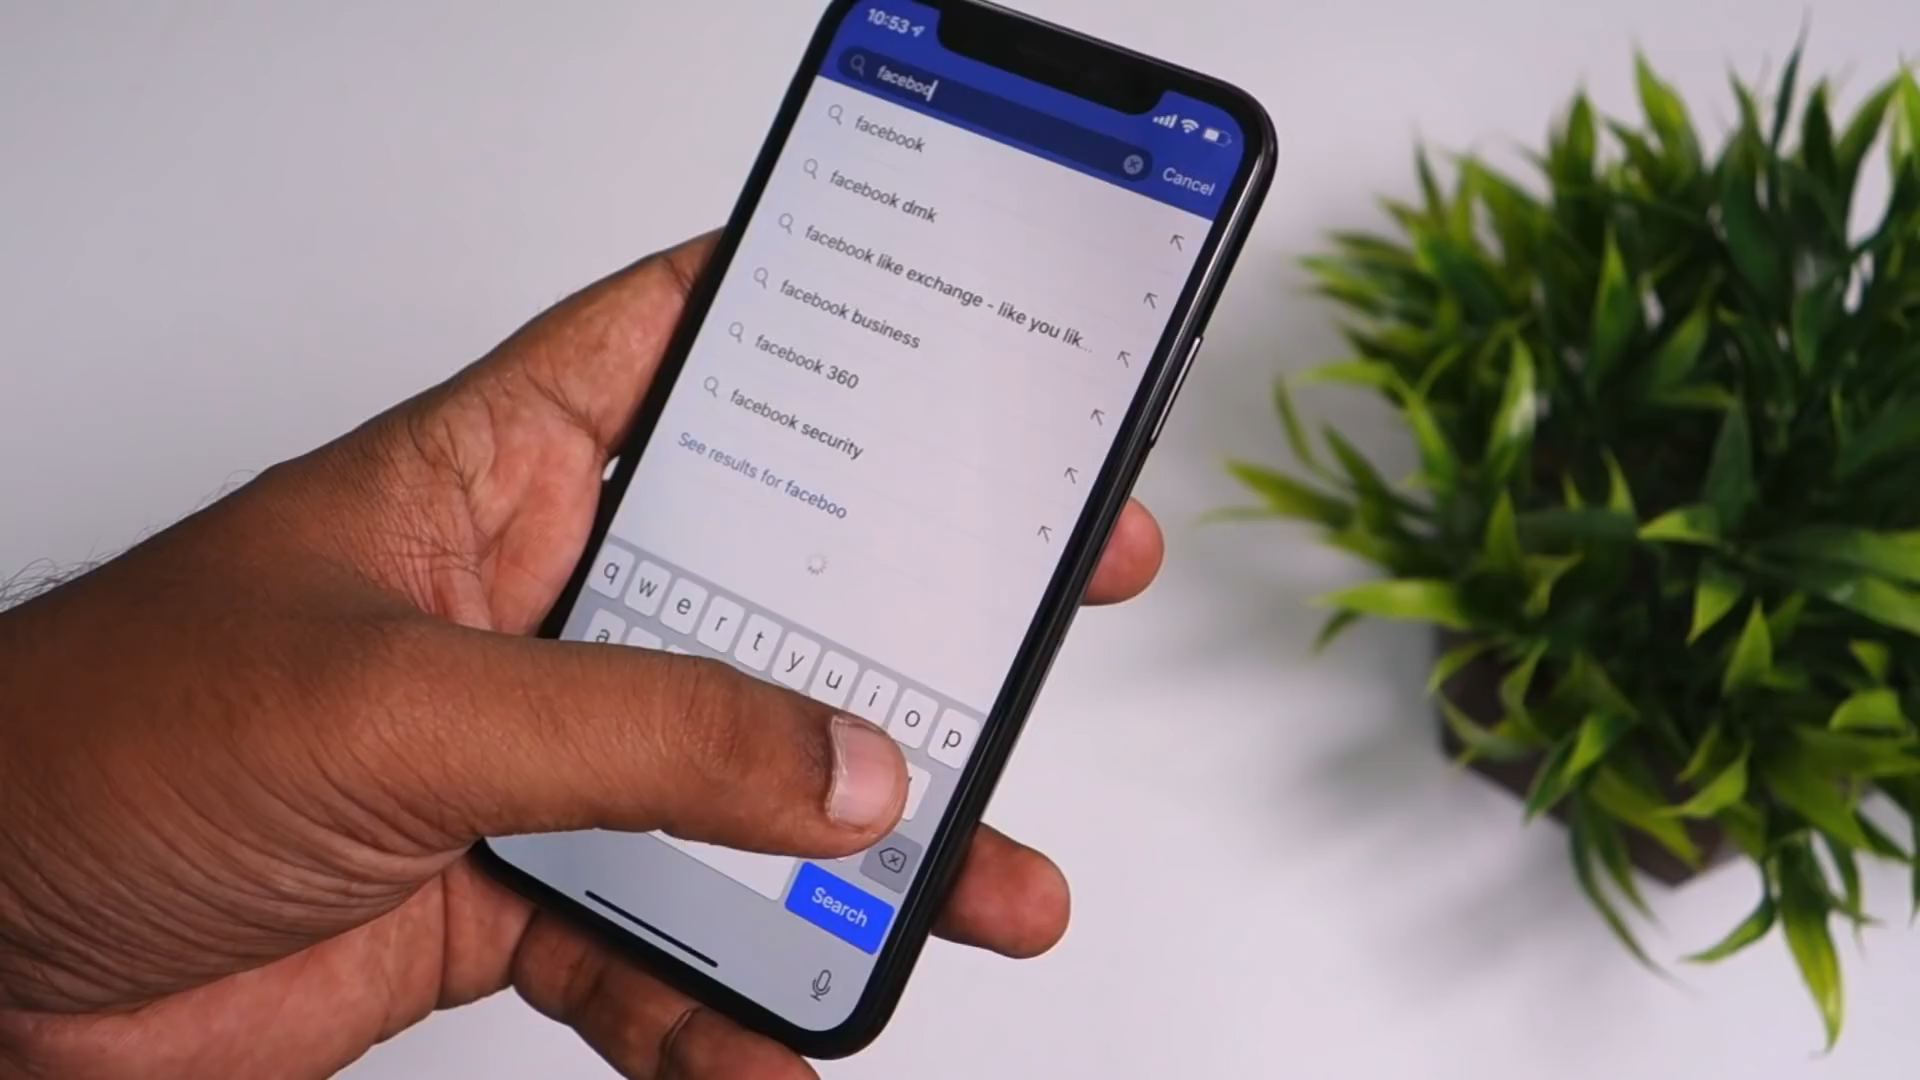 10:53
faceboo
Cancel
facebook
facebook dmk
facebook like exchange - like you lik...
facebook business
facebook 360
facebook security
See results for faceboo
q w e r t y u i o p
a
Search